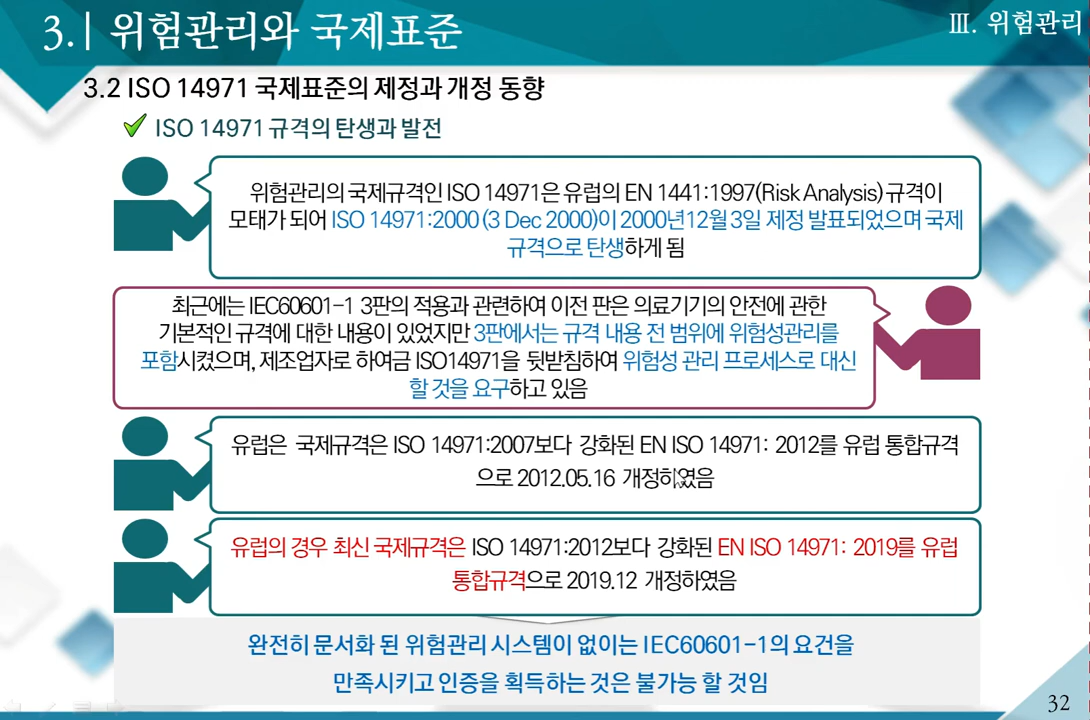 3. | 위험관리와 국제표준
Ⅲ. 위험관리
3.2 ISO 14971 국제표준의 제정과 개정 동향
ISO 14971 규격의 탄생과 발전
위험관리의 국제규격인 ISO 14971은 유럽의 EN 1441:1997(Risk Analysis) 규격이
모태가 되어 ISO 14971:2000 (3 Dec 2000)이 2000년12월 3일 제정 발표되었으며 국제
규격으로 탄생하게 됨
최근에는 IEC60601-1 3판의 적용과 관련하여 이전 판은 의료기기의 안전에 관한
기본적인 규격에 대한 내용이 있었지만 3판에서는 규격 내용 전 범위에 위험성관리를
포함시켰으며, 제조업자로 하여금 ISO14971을 뒷받침하여 위험성 관리 프로세스로 대신
할 것을 요구하고 있음
유럽은 국제규격은 ISO 14971:2007보다 강화된 EN ISO 14971: 2012를 유럽 통합규격
으로 2012.05.16 개정하였음
유럽의 경우 최신 국제규격은 ISO 14971:2012보다 강화된 EN ISO 14971: 2019를 유럽
통합규격으로 2019.12 개정하였음
완전히 문서화 된 위험관리 시스템이 없이는 IEC60601-1의 요건을
만족시키고 인증을 획득하는 것은 불가능 할 것임
32